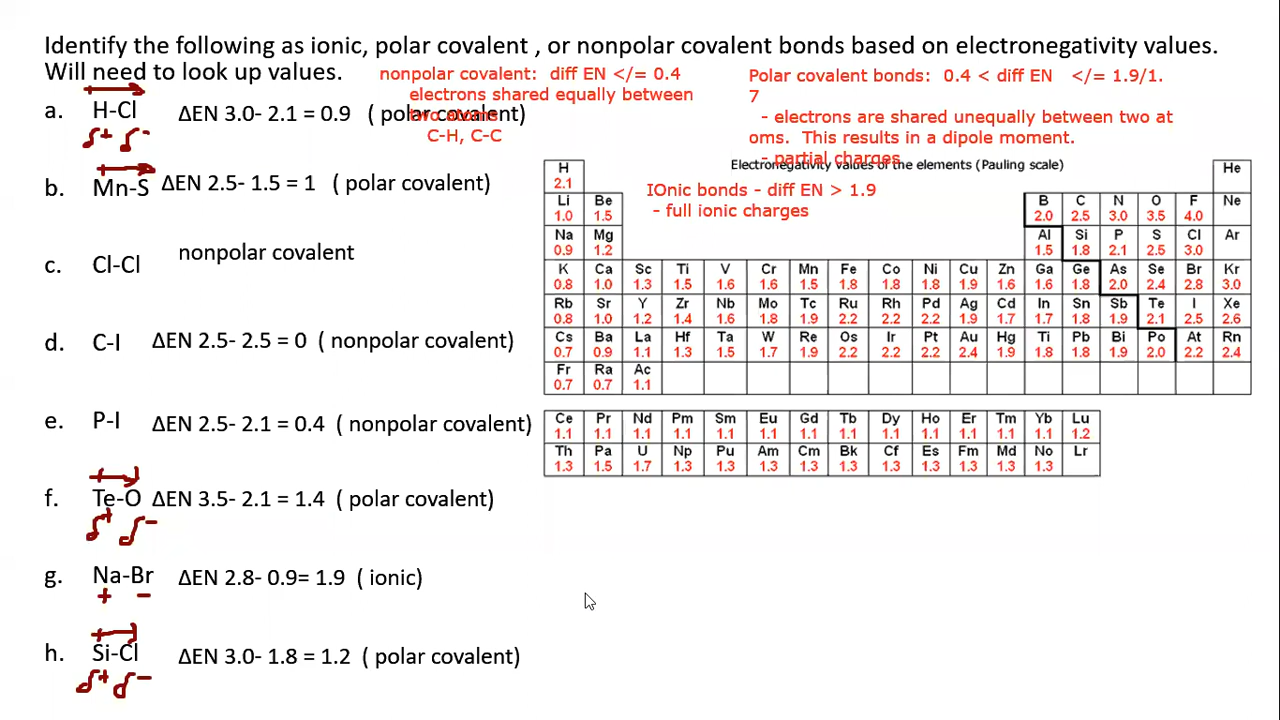 Identify the following as ionic, polar covalent , or nonpolar covalent bonds based on electronegativity values.
Will need to look up values.
nonpolar covalent: diff EN </= 0.4
electrons shared equally between
two atoms
C-H, C-C
Polar covalent bonds: 0.4 < diff EN </= 1.9/1.
7
- electrons are shared unequally between two at
oms. This results in a dipole moment.
- partial charges
IOnic bonds - diff EN > 1.9
- full ionic charges
a. H-Cl ΔEN 3.0- 2.1 = 0.9 ( polar covalent)
δ+ δ-
b. Mn-S ΔEN 2.5- 1.5 = 1 ( polar covalent)
c. Cl-Cl nonpolar covalent
d. C-I ΔEN 2.5- 2.5 = 0 ( nonpolar covalent)
e. P-I ΔEN 2.5- 2.1 = 0.4 ( nonpolar covalent)
f. Te-O ΔEN 3.5- 2.1 = 1.4 ( polar covalent)
δ+ δ-
g. Na-Br ΔEN 2.8- 0.9= 1.9 ( ionic)
+ -
h. Si-Cl ΔEN 3.0- 1.8 = 1.2 ( polar covalent)
δ+ δ-
Electronegativity values of the elements (Pauling scale)
H He
2.1
Li Be B C N O F Ne
1.0 1.5 2.0 2.5 3.0 3.5 4.0
Na Mg Al Si P S Cl Ar
0.9 1.2 1.5 1.8 2.1 2.5 3.0
K Ca Sc Ti V Cr Mn Fe Co Ni Cu Zn Ga Ge As Se Br Kr
0.8 1.0 1.3 1.5 1.6 1.6 1.5 1.8 1.8 1.8 1.9 1.6 1.6 1.8 2.0 2.4 2.8 3.0
Rb Sr Y Zr Nb Mo Tc Ru Rh Pd Ag Cd In Sn Sb Te I Xe
0.8 1.0 1.2 1.4 1.6 1.8 1.9 2.2 2.2 2.2 1.9 1.7 1.7 1.8 1.9 2.1 2.5 2.6
Cs Ba La Hf Ta W Re Os Ir Pt Au Hg Ti Pb Bi Po At Rn
0.7 0.9 1.1 1.3 1.5 1.7 1.9 2.2 2.2 2.2 2.4 1.9 1.8 1.8 1.9 2.0 2.2 2.4
Fr Ra Ac
0.7 0.7 1.1
Ce Pr Nd Pm Sm Eu Gd Tb Dy Ho Er Tm Yb Lu
1.1 1.1 1.1 1.1 1.1 1.1 1.1 1.1 1.1 1.1 1.1 1.1 1.1 1.2
Th Pa U Np Pu Am Cm Bk Cf Es Fm Md No Lr
1.3 1.5 1.7 1.3 1.3 1.3 1.3 1.3 1.3 1.3 1.3 1.3 1.3